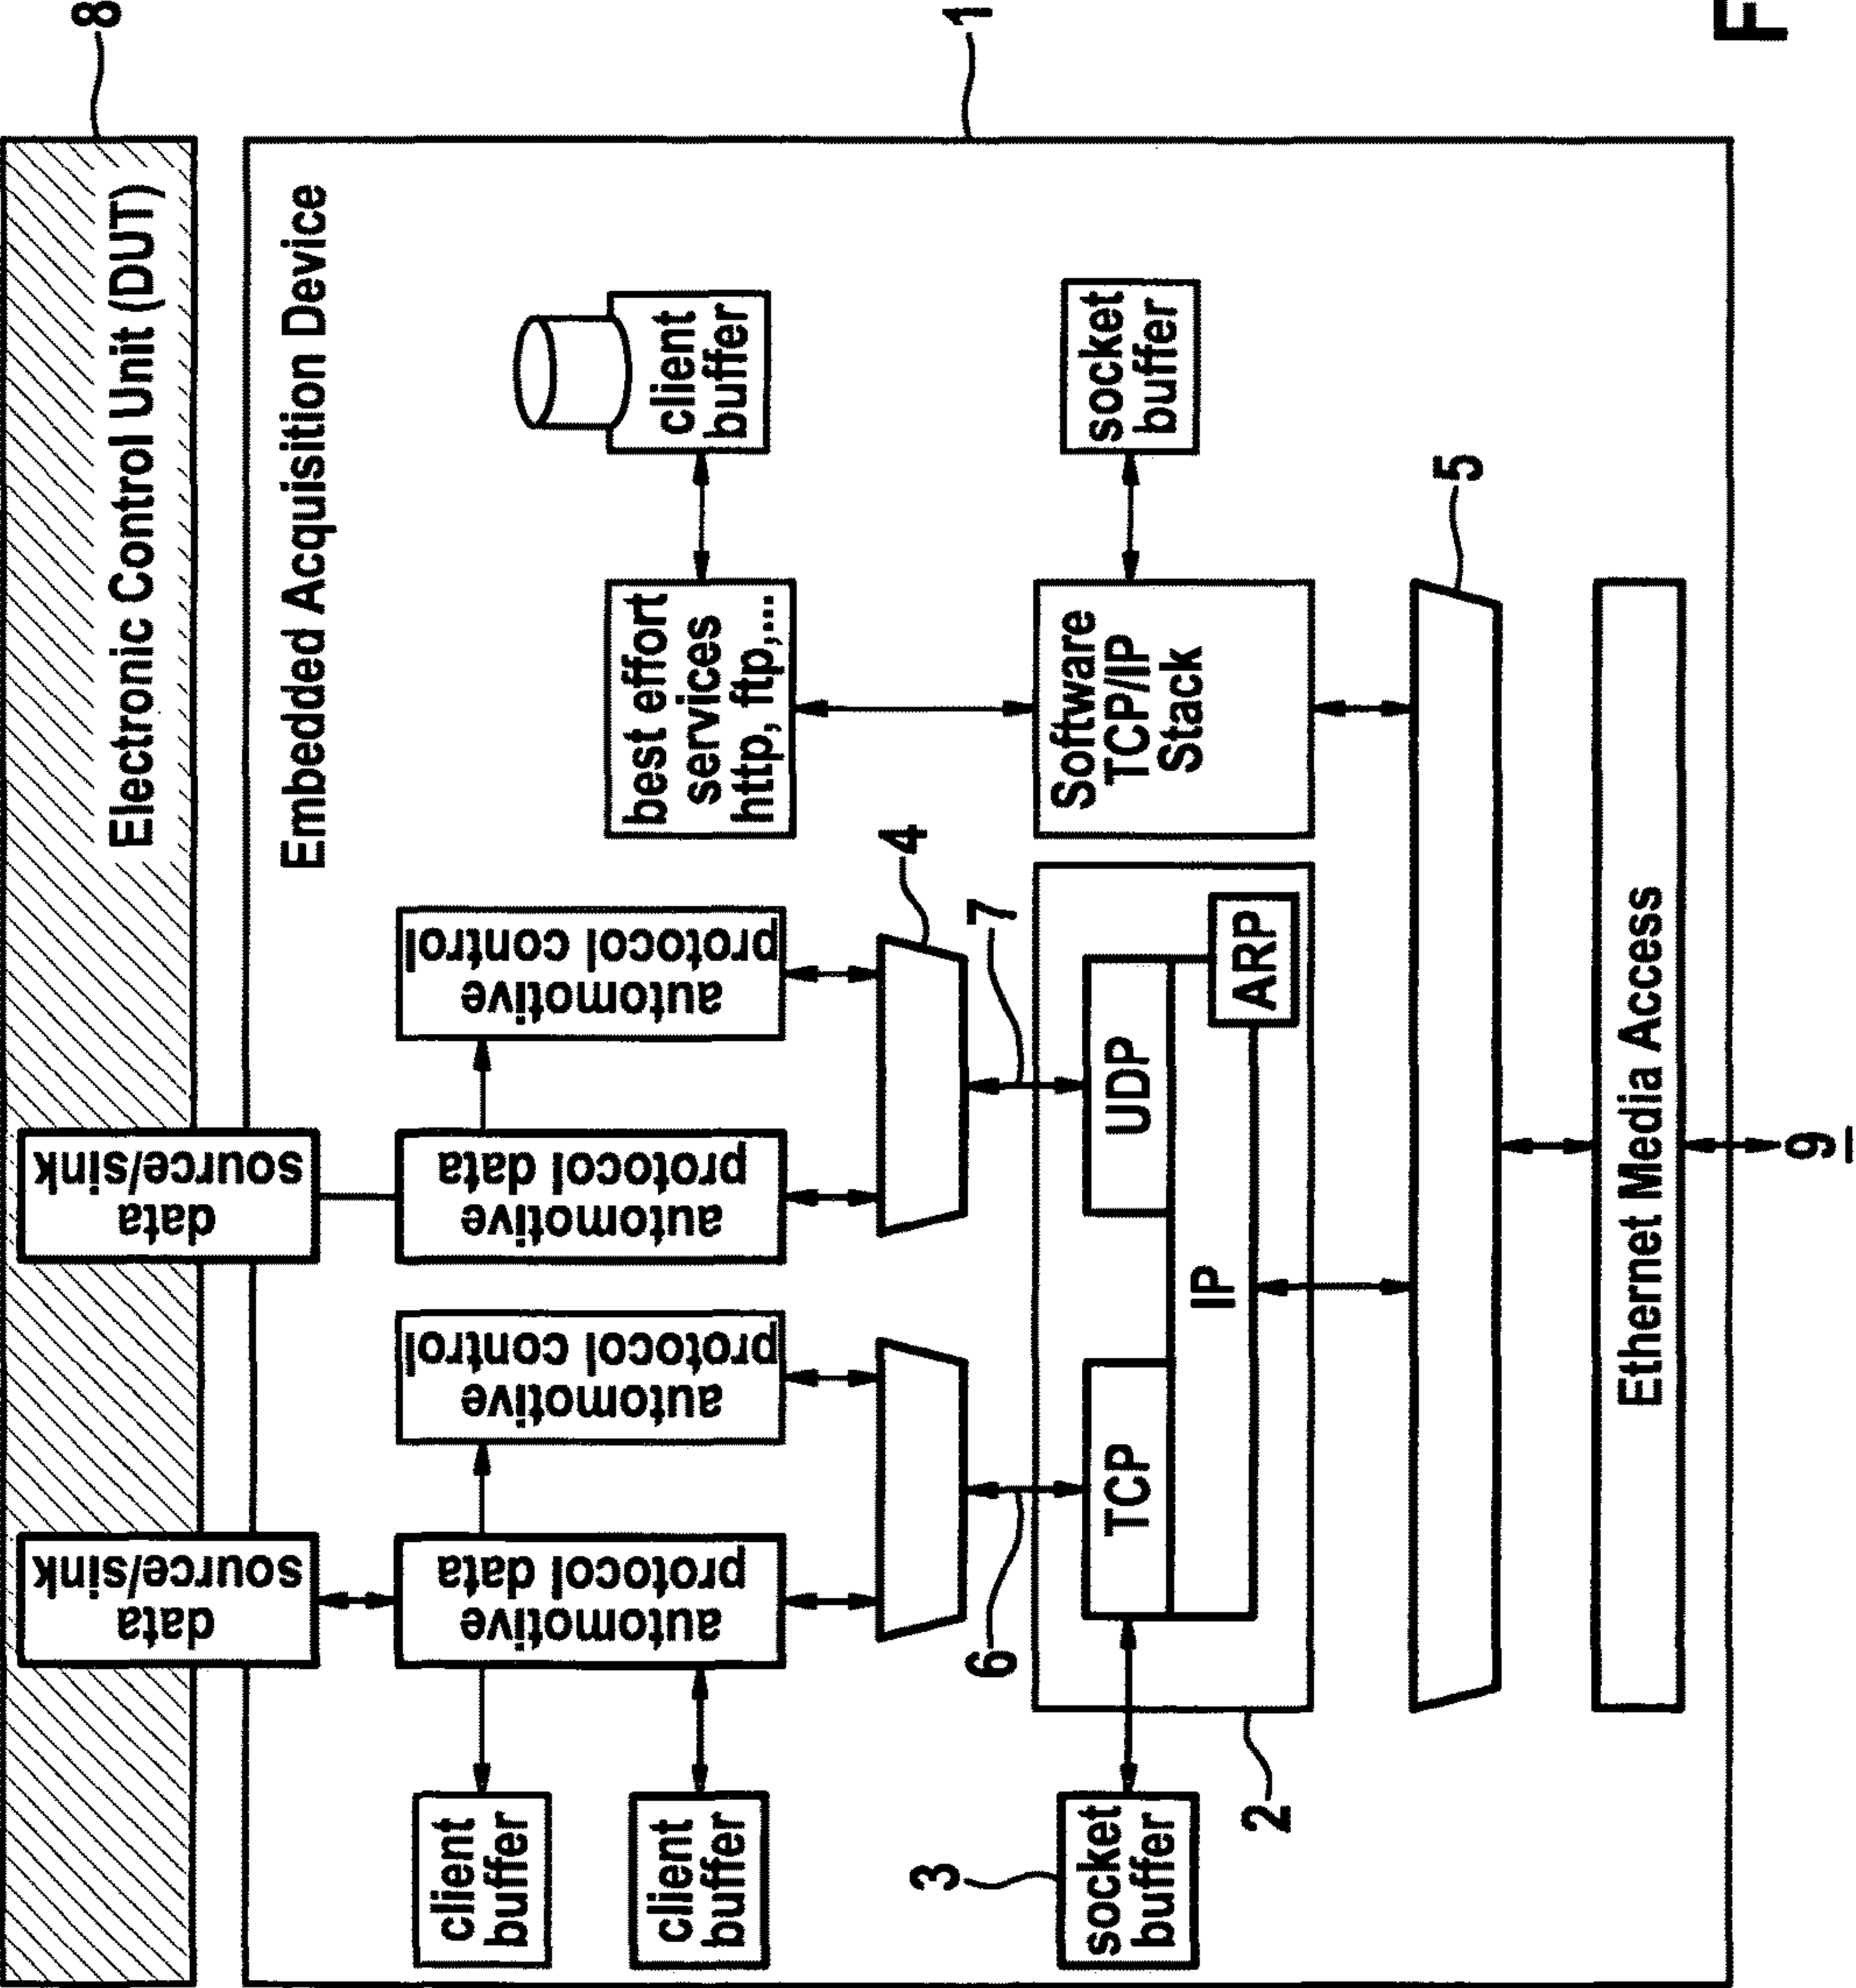 8
Electronic Control Unit (DUT)
1
Embedded Acquisition Device
data
source/sink
data
source/sink
client
buffer
client
buffer
automotive
protocol data
automotive
protocol control
automotive
protocol data
automotive
protocol control
best effort
services
http, ftp,...
client
buffer
4
6
7
3
socket
buffer
2
TCP
UDP
IP
ARP
Software
TCP/IP
Stack
socket
buffer
5
Ethernet Media Access
9
F